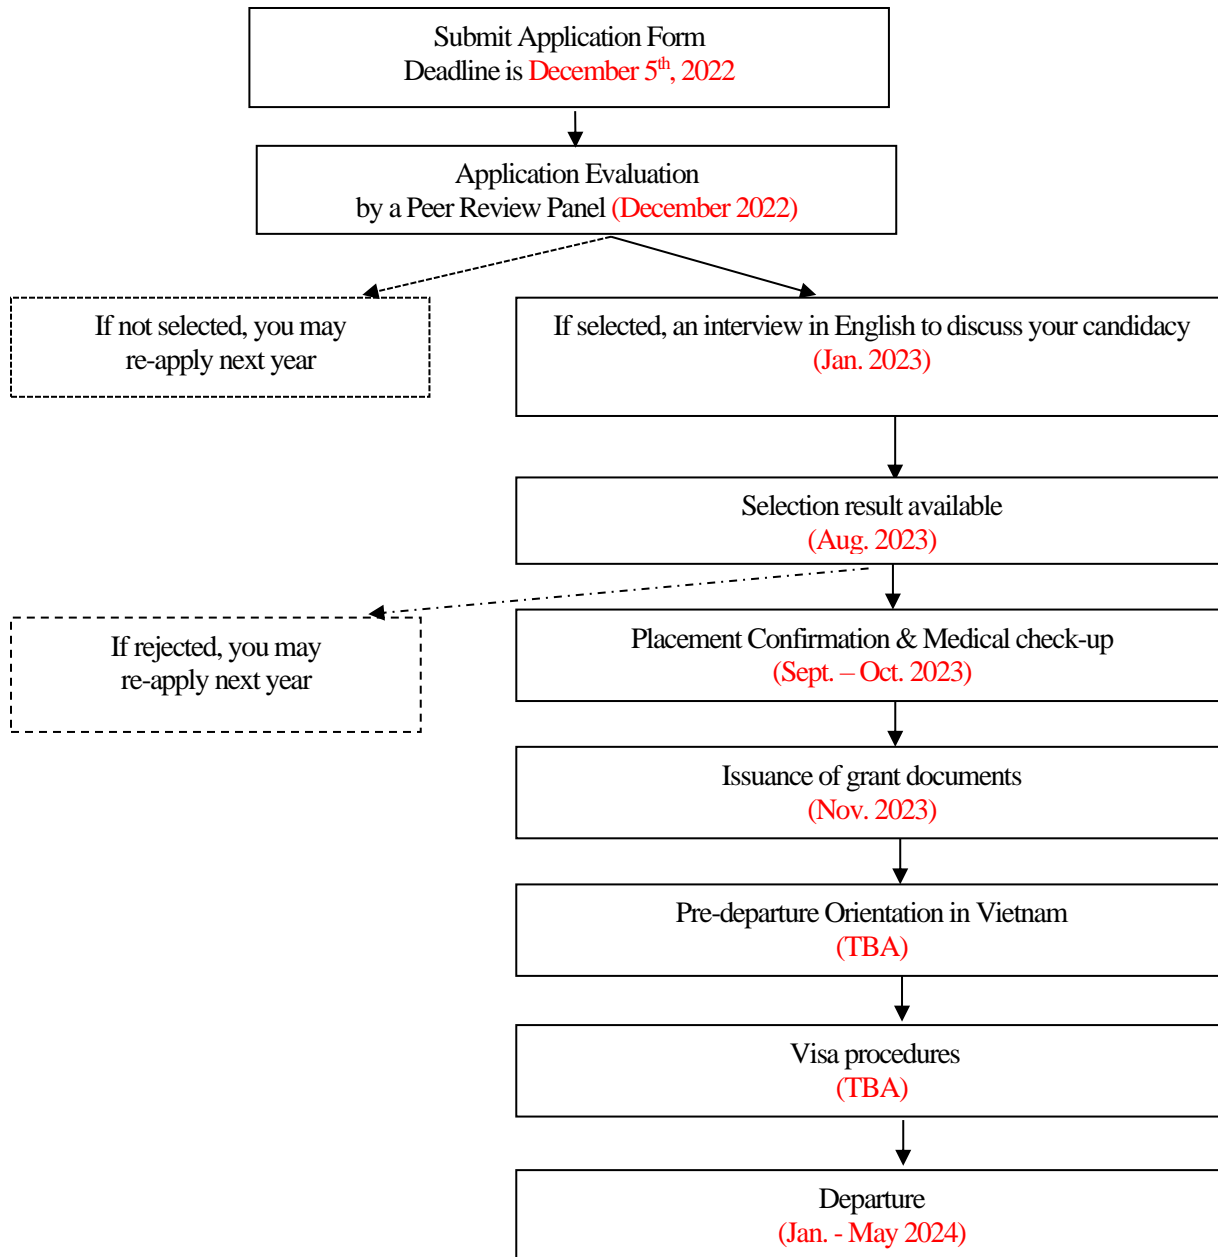 Submit Application Form
Deadline is December 5th, 2022
Application Evaluation
by a Peer Review Panel (December 2022)
If not selected, you may
re-apply next year
If selected, an interview in English to discuss your candidacy
(Jan. 2023)
Selection result available
(Aug. 2023)
If rejected, you may
re-apply next year
Placement Confirmation & Medical check-up
(Sept. – Oct. 2023)
Issuance of grant documents
(Nov. 2023)
Pre-departure Orientation in Vietnam
(TBA)
Visa procedures
(TBA)
Departure
(Jan. - May 2024)